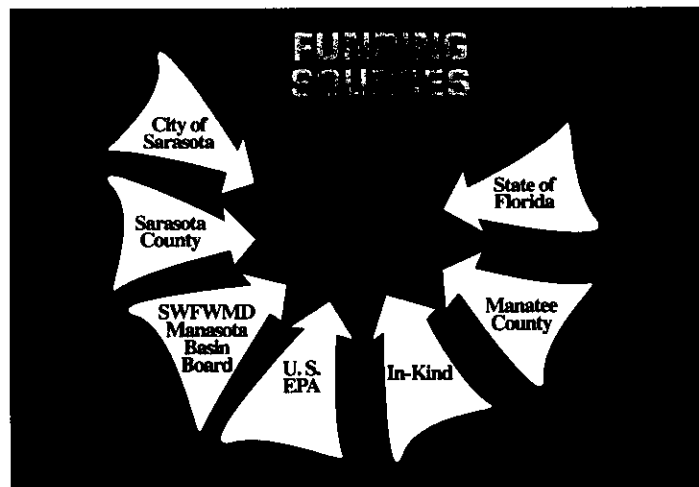 FUNDING
SOURCES
City of
Sarasota
Sarasota
County
SWFWMD
Manasota
Basin
Board
U. S.
EPA
In-Kind
Manatee
County
State of
Florida